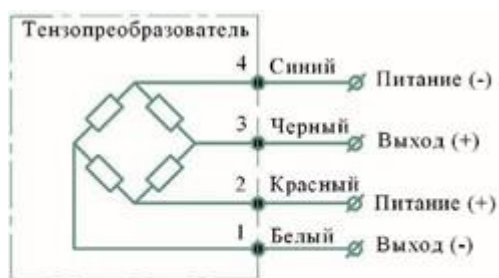 Тензопреобразователь
4 Синий Питание (-)
3 Черный Выход (+)
2 Красный Питание (+)
1 Белый Выход (-)